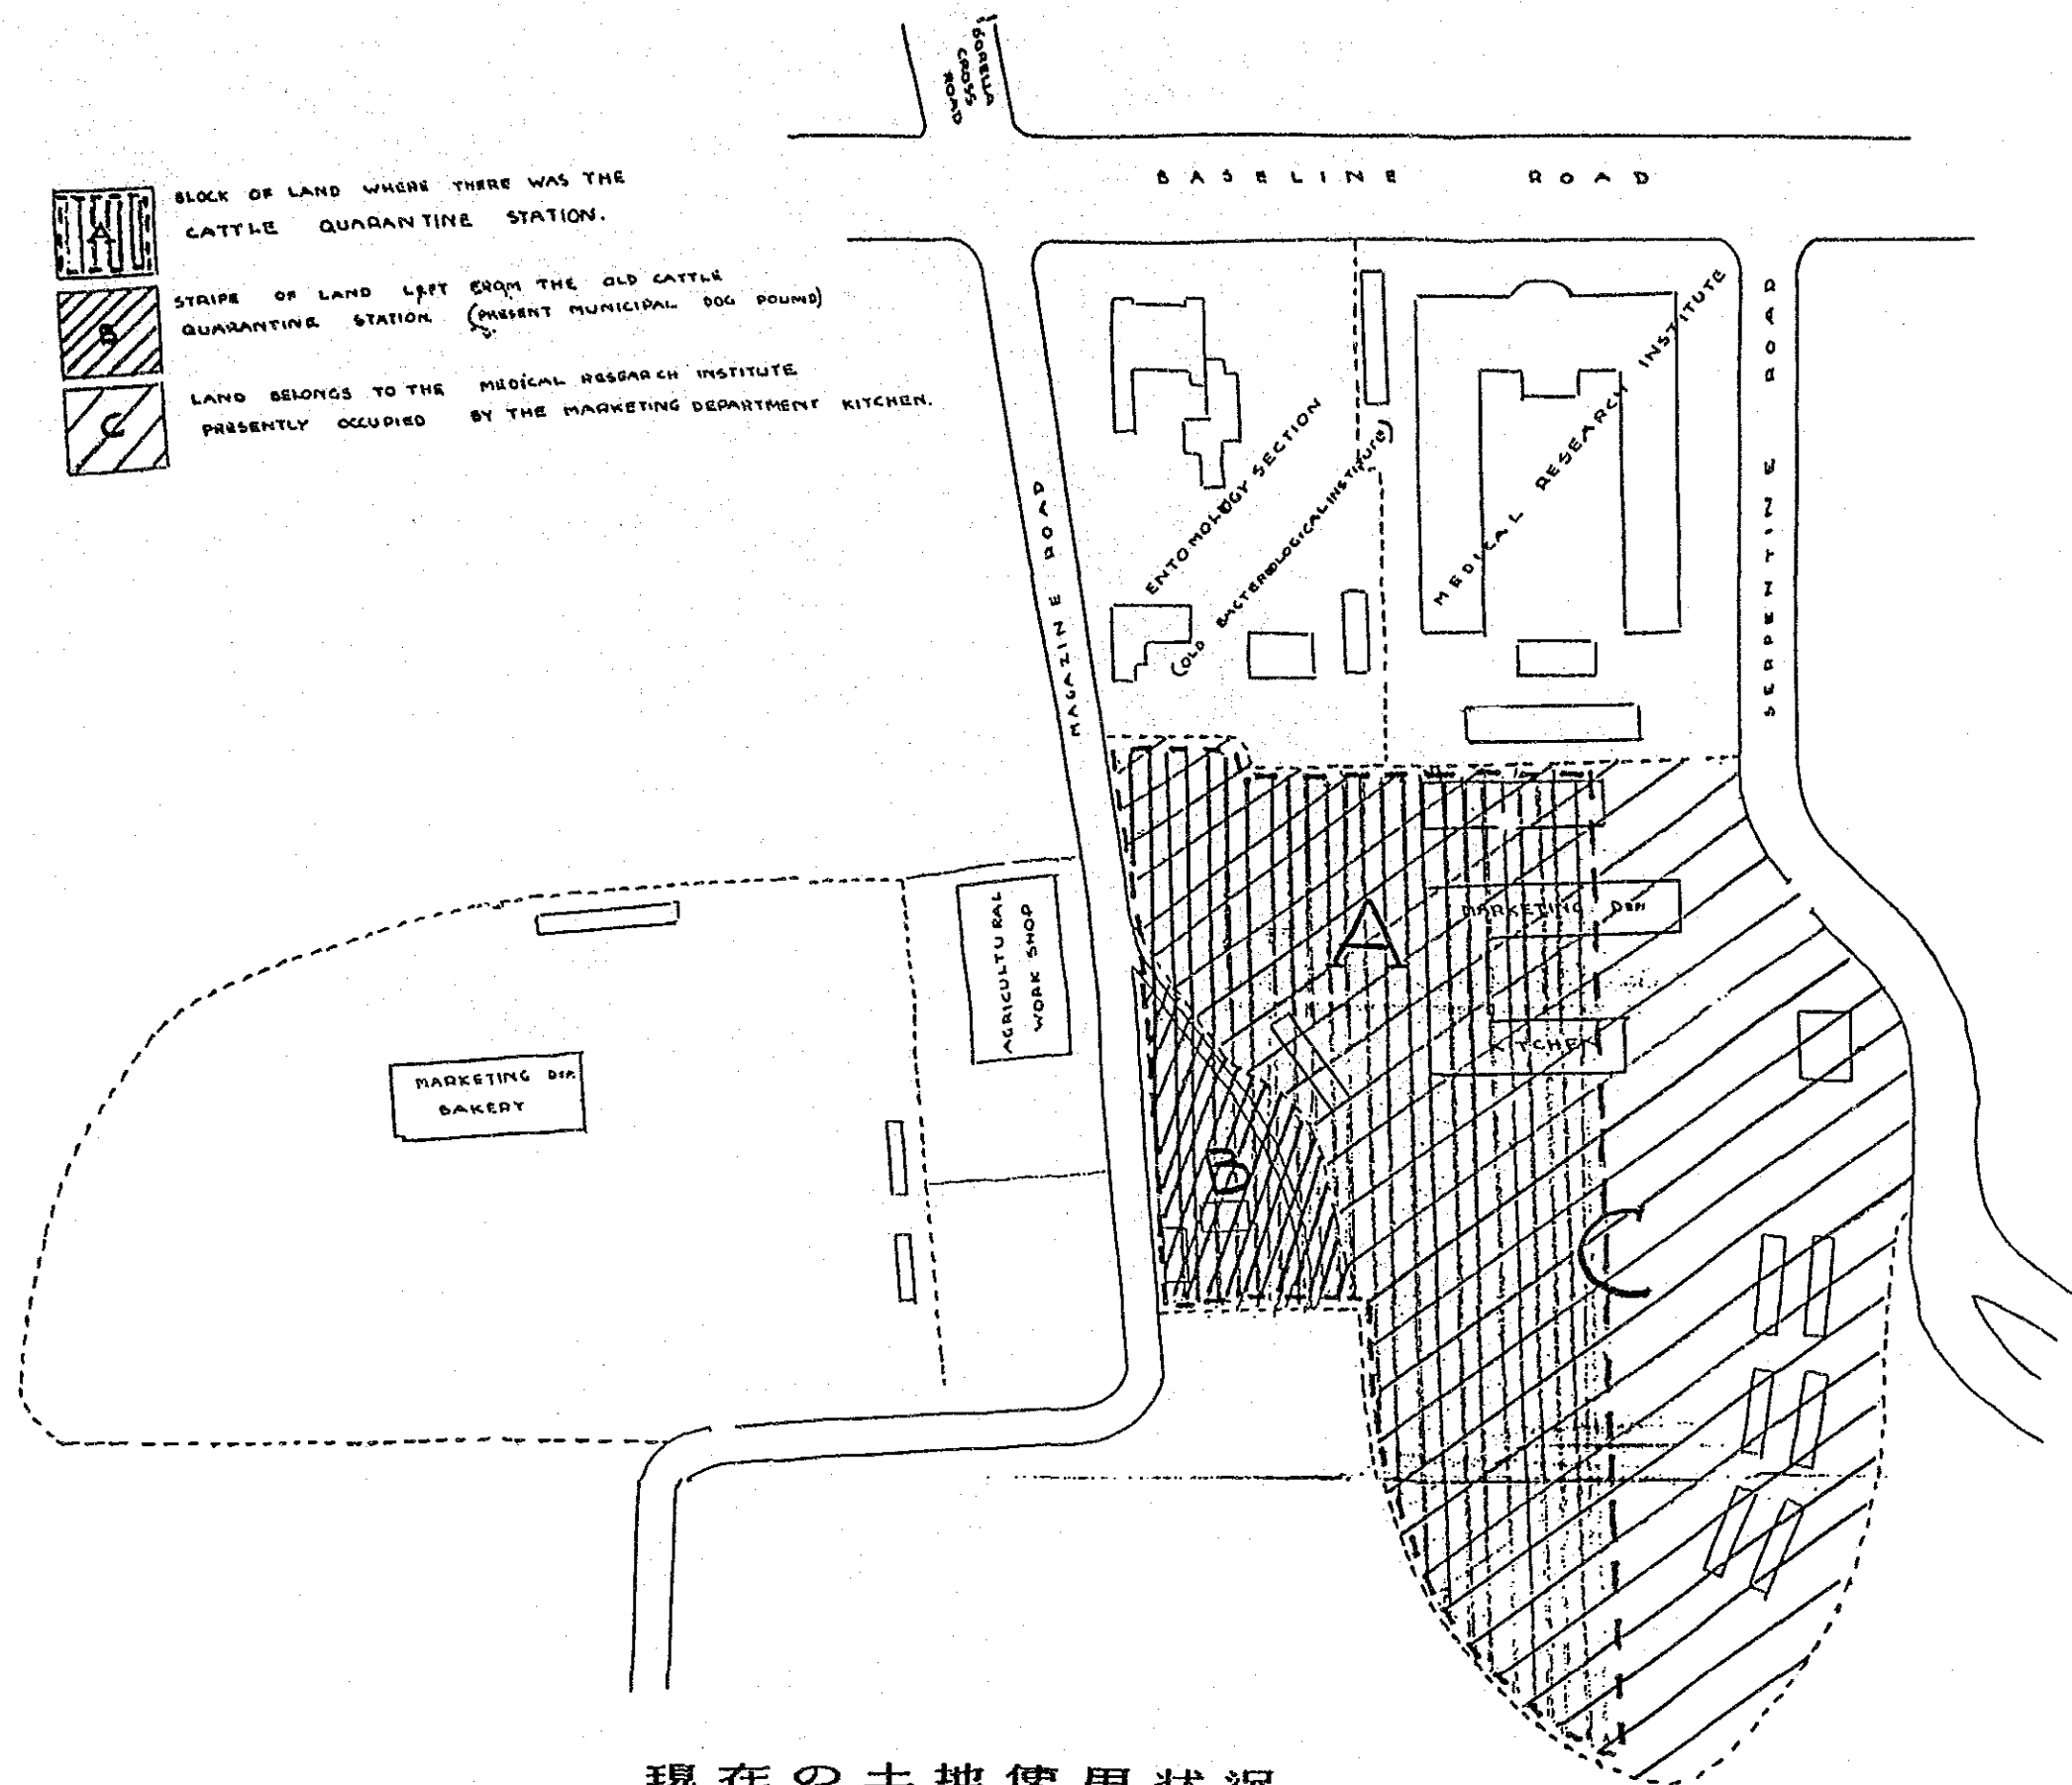 BORELLA
CROSS
ROAD
BASELINE ROAD
A
BLOCK OF LAND WHERE THERE WAS THE
CATTLE QUARANTINE STATION.
B
STRIPE OF LAND LEFT FROM THE OLD CATTLE
QUARANTINE STATION. (PRESENT MUNICIPAL DOG POUND)
C
LAND BELONGS TO THE MEDICAL RESEARCH INSTITUTE
PRESENTLY OCCUPIED BY THE MARKETING DEPARTMENT KITCHEN.
MAGAZINE ROAD
ENTOMOLOGY SECTION
(OLD BACTERIOLOGICAL INSTITUTE)
MEDICAL RESEARCH INSTITUTE
SERPENTINE ROAD
AGRICULTURAL
WORK SHOP
MARKETING DEPT.
BAKERY
A
MARKETING DEPT
KITCHEN
B
C
現在の土地使用状況